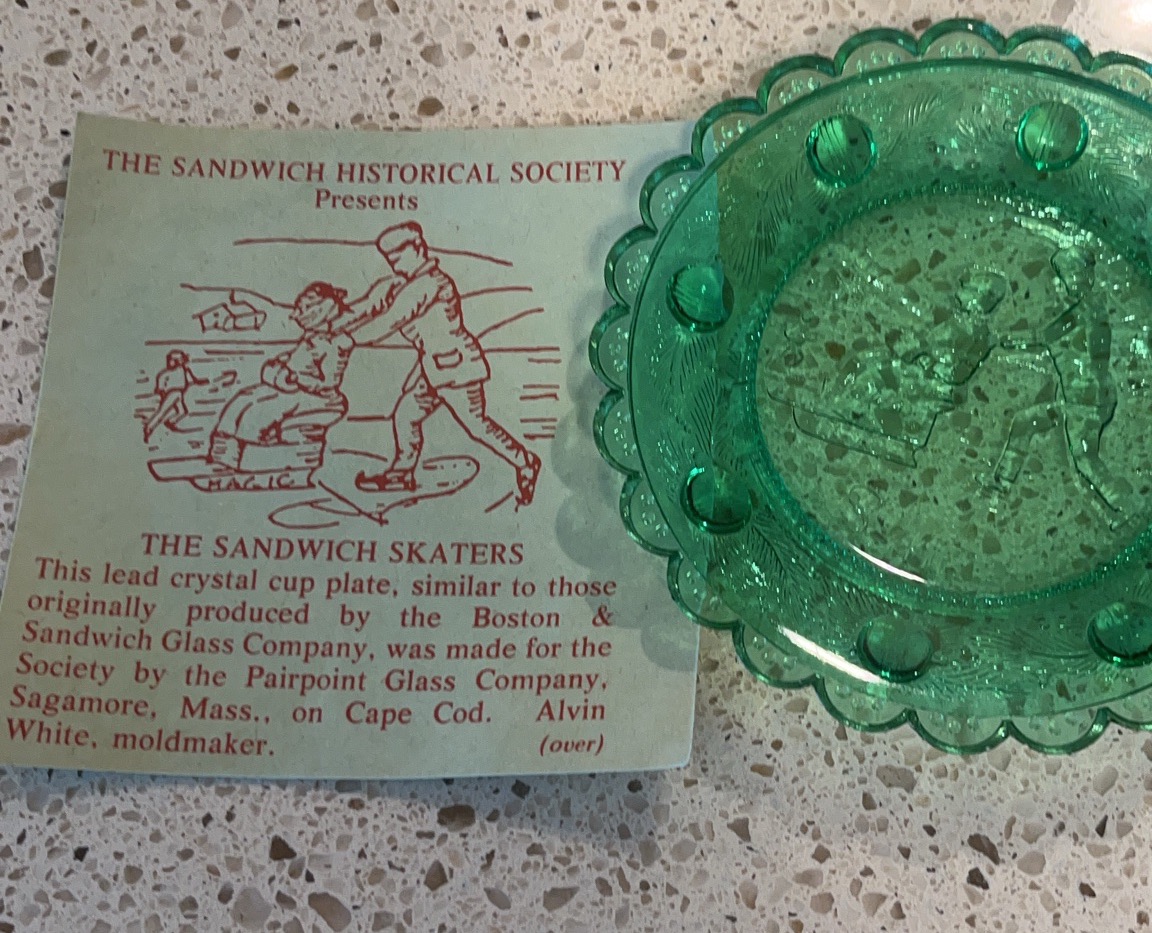 THE SANDWICH HISTORICAL SOCIETY
Presents
MAGIC
THE SANDWICH SKATERS
This lead crystal cup plate, similar to those
originally produced by the Boston &
Sandwich Glass Company, was made for the
Society by the Pairpoint Glass Company,
Sagamore, Mass., on Cape Cod. Alvin
White, moldmaker. (over)